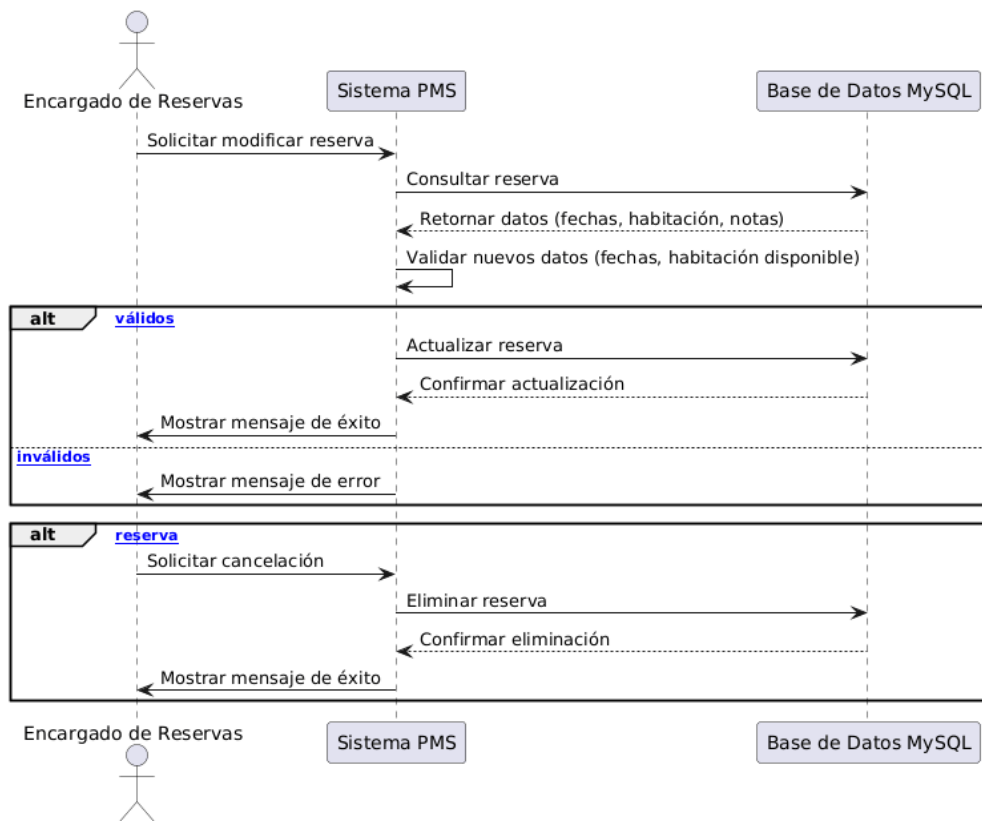 Encargado de Reservas
Sistema PMS
Base de Datos MySQL
Solicitar modificar reserva
Consultar reserva
Retornar datos (fechas, habitación, notas)
Validar nuevos datos (fechas, habitación disponible)
alt
válidos
Actualizar reserva
Confirmar actualización
Mostrar mensaje de éxito
inválidos
Mostrar mensaje de error
alt
reserva
Solicitar cancelación
Eliminar reserva
Confirmar eliminación
Mostrar mensaje de éxito
Encargado de Reservas
Sistema PMS
Base de Datos MySQL